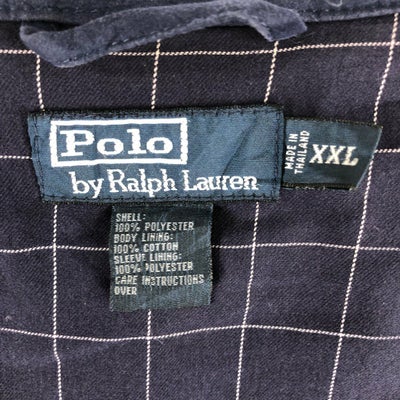 Polo
by Ralph Lauren
MADE IN
THAILAND
XXL
SHELL:
100% POLYESTER
BODY LINING:
100% COTTON
SLEEVE LINING:
100% POLYESTER
CARE INSTRUCTIONS
OVER